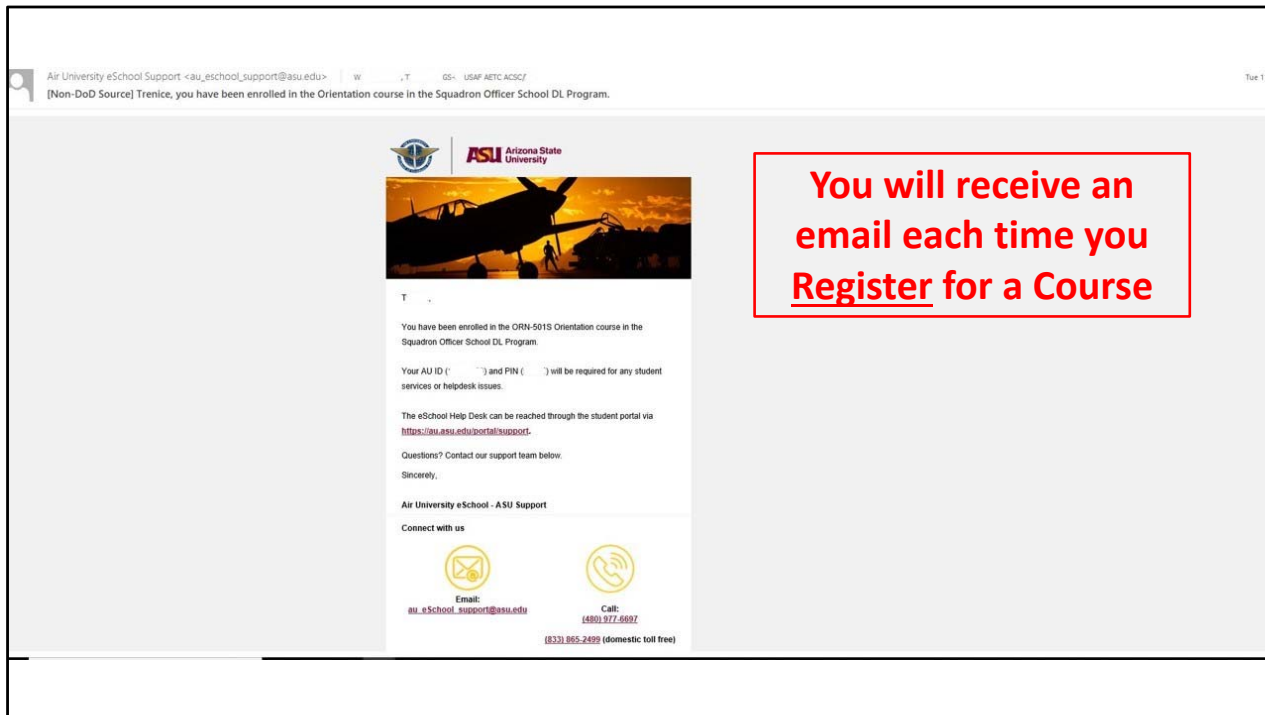 Air University eSchool Support <au_eschool_support@asu.edu> W , T GS- USAF AETC ACSC/
Tue 1
[Non-DoD Source] Trenice, you have been enrolled in the Orientation course in the Squadron Officer School DL Program.
ASU Arizona State
University
You will receive an
email each time you
Register for a Course
T ,
You have been enrolled in the ORN-501S Orientation course in the
Squadron Officer School DL Program.
Your AU ID ( ) and PIN ( ) will be required for any student
services or helpdesk issues.
The eSchool Help Desk can be reached through the student portal via
https://au.asu.edu/portal/support.
Questions? Contact our support team below.
Sincerely,
Air University eSchool - ASU Support
Connect with us
Email:
au_eSchool_support@asu.edu
Call:
(480) 977-6697
(833) 865-2499 (domestic toll free)